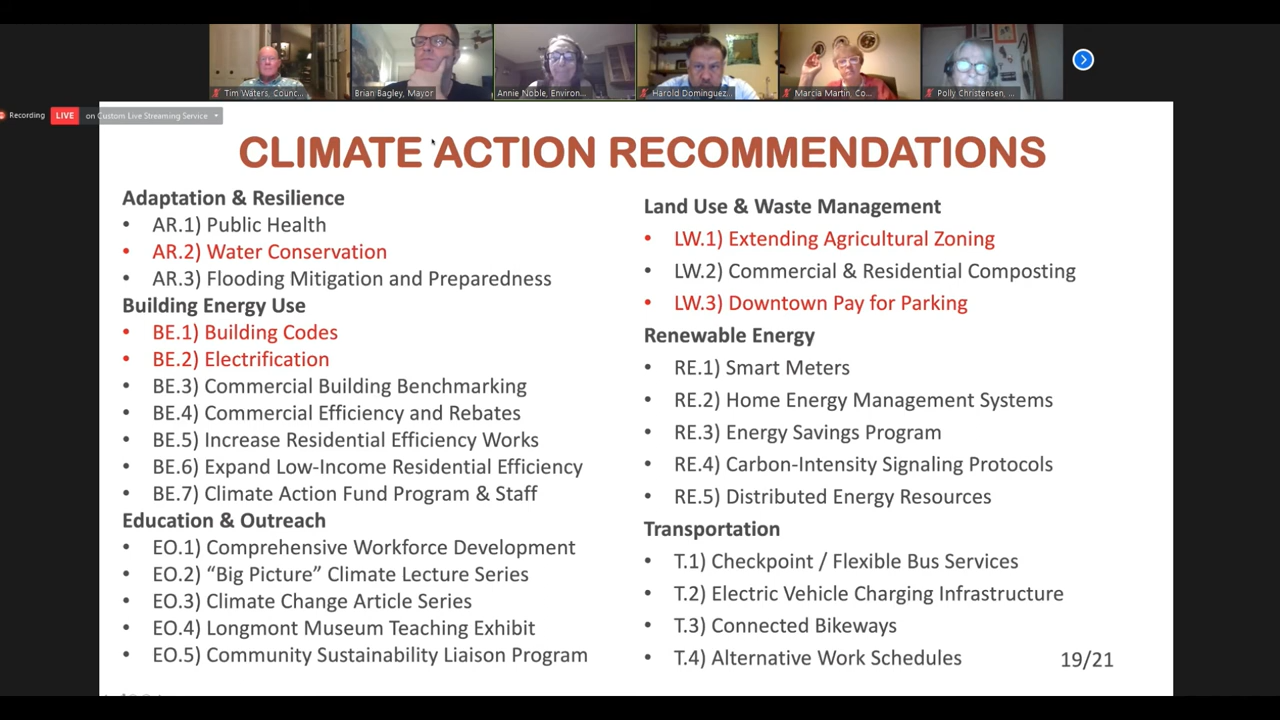 Tim Waters, Counc...
Brian Bagley, Mayor
Annie Noble, Environ...
Harold Dominguez...
Marcia Martin, Co...
Polly Christensen, ...
Recording
LIVE
on Custom Live Streaming Service
CLIMATE ACTION RECOMMENDATIONS
Adaptation & Resilience
• AR.1) Public Health
• AR.2) Water Conservation
• AR.3) Flooding Mitigation and Preparedness
Building Energy Use
• BE.1) Building Codes
• BE.2) Electrification
• BE.3) Commercial Building Benchmarking
• BE.4) Commercial Efficiency and Rebates
• BE.5) Increase Residential Efficiency Works
• BE.6) Expand Low-Income Residential Efficiency
• BE.7) Climate Action Fund Program & Staff
Education & Outreach
• EO.1) Comprehensive Workforce Development
• EO.2) “Big Picture” Climate Lecture Series
• EO.3) Climate Change Article Series
• EO.4) Longmont Museum Teaching Exhibit
• EO.5) Community Sustainability Liaison Program
Land Use & Waste Management
• LW.1) Extending Agricultural Zoning
• LW.2) Commercial & Residential Composting
• LW.3) Downtown Pay for Parking
Renewable Energy
• RE.1) Smart Meters
• RE.2) Home Energy Management Systems
• RE.3) Energy Savings Program
• RE.4) Carbon-Intensity Signaling Protocols
• RE.5) Distributed Energy Resources
Transportation
• T.1) Checkpoint / Flexible Bus Services
• T.2) Electric Vehicle Charging Infrastructure
• T.3) Connected Bikeways
• T.4) Alternative Work Schedules
19/21